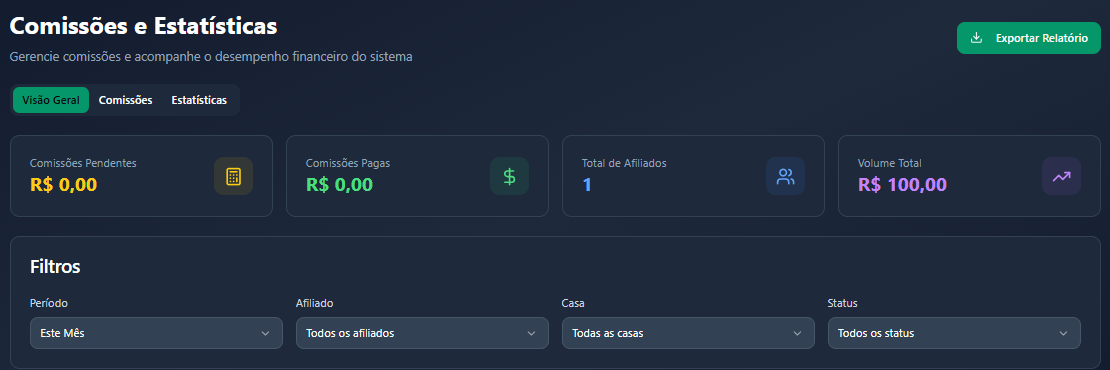 Comissões e Estatísticas
Gerencie comissões e acompanhe o desempenho financeiro do sistema
Exportar Relatório
Visão Geral
Comissões
Estatísticas
Comissões Pendentes
R$ 0,00
Comissões Pagas
R$ 0,00
Total de Afiliados
1
Volume Total
R$ 100,00
Filtros
Período
Este Mês
Afiliado
Todos os afiliados
Casa
Todas as casas
Status
Todos os status